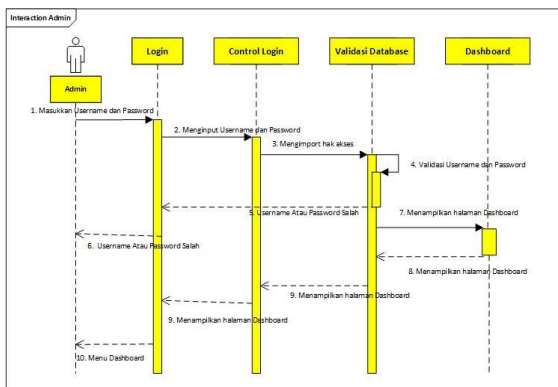 Interaction Admin
Login
Control Login
Validasi Database
Dashboard
Admin
1. Masukkan Username dan Password
2. Menginput Username dan Password
3. Mengimport hak akses
4. Validasi Username dan Password
5. Username Atau Password Salah
7. Menampilkan halaman Dashboard
6. Username Atau Password Salah
8. Menampilkan halaman Dashboard
9. Menampilkan halaman Dashboard
9. Menampilkan halaman Dashboard
10. Menu Dashboard